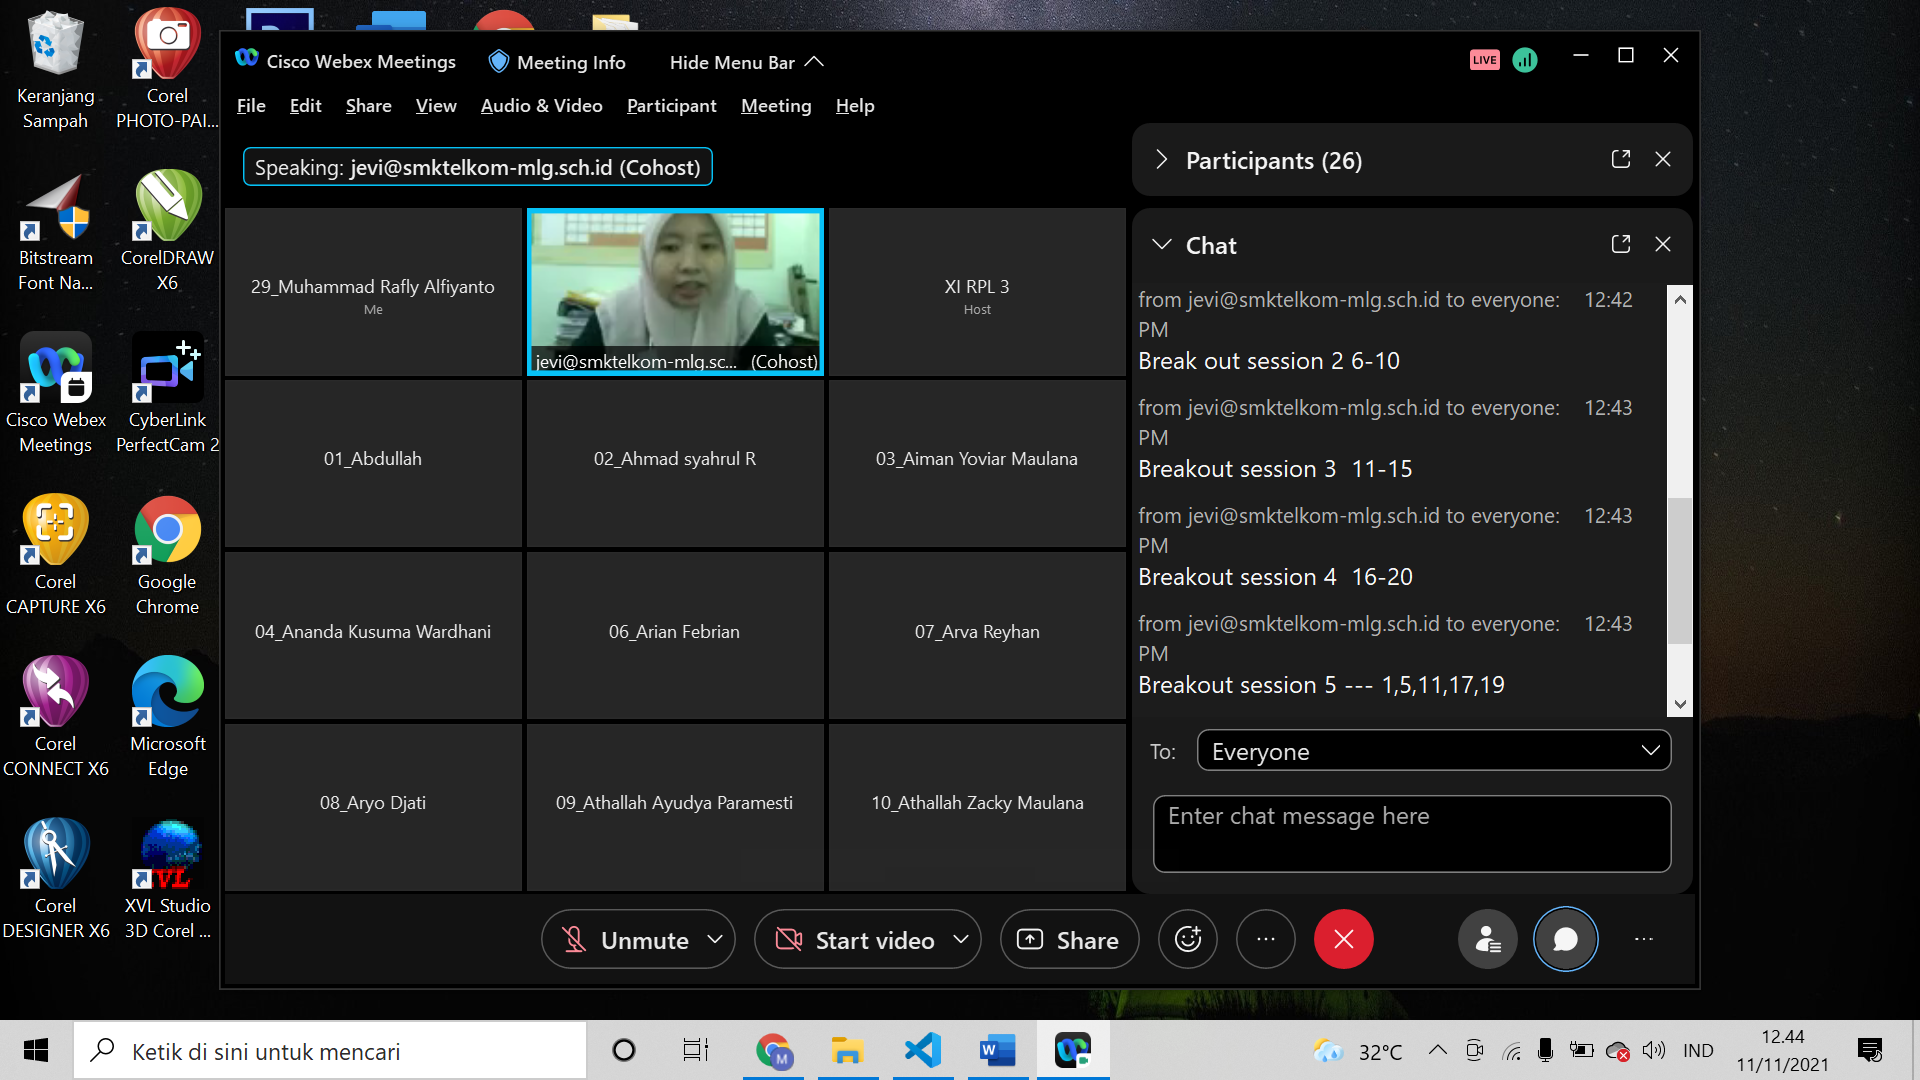 Keranjang
Sampah
Corel
PHOTO-PAI...
Bitstream
Font Na...
CorelDRAW
X6
Cisco Webex
Meetings
CyberLink
PerfectCam 2
Corel
CAPTURE X6
Google
Chrome
Corel
CONNECT X6
Microsoft
Edge
Corel
DESIGNER X6
XVL Studio
3D Corel ...
XVL
Cisco Webex Meetings
Meeting Info
Hide Menu Bar
LIVE
File Edit Share View Audio & Video Participant Meeting Help
Speaking: jevi@smktelkom-mlg.sch.id (Cohost)
29_Muhammad Rafly Alfiyanto
Me
jevi@smktelkom-mlg.sc... (Cohost)
XI RPL 3
Host
01_Abdullah
02_Ahmad syahrul R
03_Aiman Yoviar Maulana
04_Ananda Kusuma Wardhani
06_Arian Febrian
07_Arva Reyhan
08_Aryo Djati
09_Athallah Ayudya Paramesti
10_Athallah Zacky Maulana
Participants (26)
Chat
from jevi@smktelkom-mlg.sch.id to everyone: 12:42
PM
Break out session 2 6-10
from jevi@smktelkom-mlg.sch.id to everyone: 12:43
PM
Breakout session 3 11-15
from jevi@smktelkom-mlg.sch.id to everyone: 12:43
PM
Breakout session 4 16-20
from jevi@smktelkom-mlg.sch.id to everyone: 12:43
PM
Breakout session 5 --- 1,5,11,17,19
To: Everyone
Enter chat message here
Unmute
Start video
Share
Ketik di sini untuk mencari
M
W
32°C
IND
12.44
11/11/2021